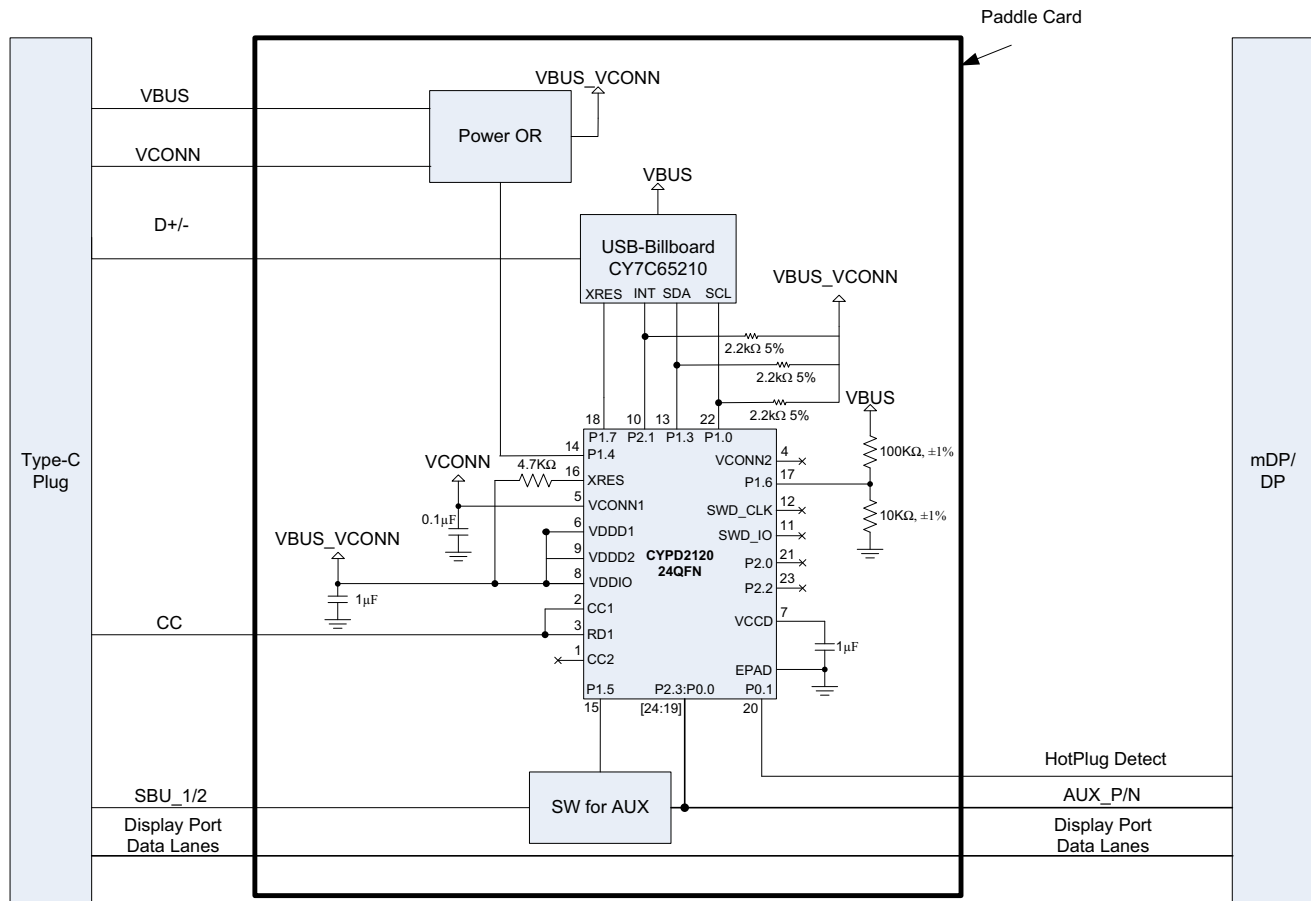 Paddle Card
VBUS_VCONN
VBUS
Power OR
VCONN
VBUS
D+/-
USB-Billboard
CY7C65210
XRES INT SDA SCL
VBUS_VCONN
2.2kΩ 5%
2.2kΩ 5%
2.2kΩ 5%
VBUS
18 10 13 22
P1.7 P2.1 P1.3 P1.0
Type-C
Plug
mDP/
DP
14
P1.4
VCONN
4.7KΩ
16
XRES
5
VCONN1
0.1µF
6
VDDD1
VBUS_VCONN
9
VDDD2
8
VDDIO
1µF
2
CC1
CC
3
RD1
1
CC2
CYPD2120
24QFN
VCONN2
4
100KΩ, ±1%
P1.6
17
SWD_CLK
12
10KΩ, ±1%
SWD_IO
11
P2.0
21
P2.2
23
VCCD
7
1µF
EPAD
P1.5 P2.3:P0.0 P0.1
15 [24:19] 20
HotPlug Detect
SBU_1/2
SW for AUX
AUX_P/N
Display Port
Data Lanes
Display Port
Data Lanes